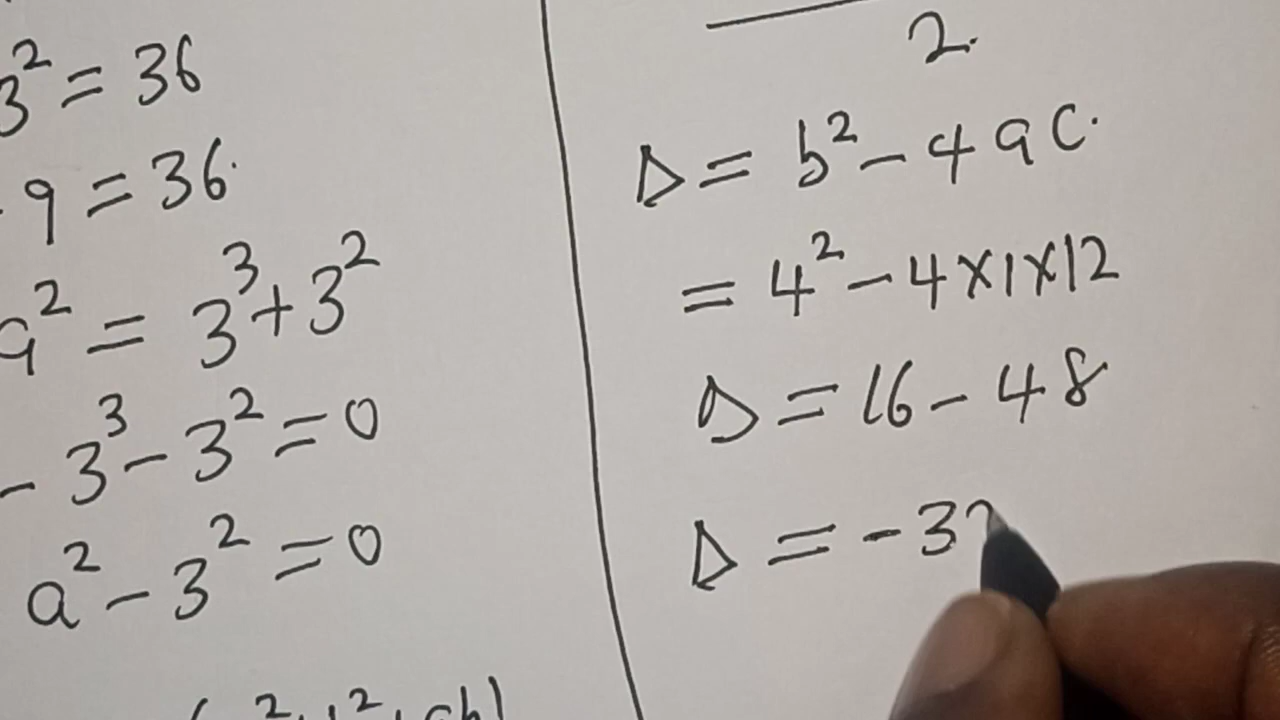 3² = 36
9 = 36.
a² = 3³ + 3²
- 3³ - 3² = 0
a² - 3² = 0
2.
Δ = b² - 4ac.
= 4² - 4×1×12
Δ = 16 - 48
Δ = -32